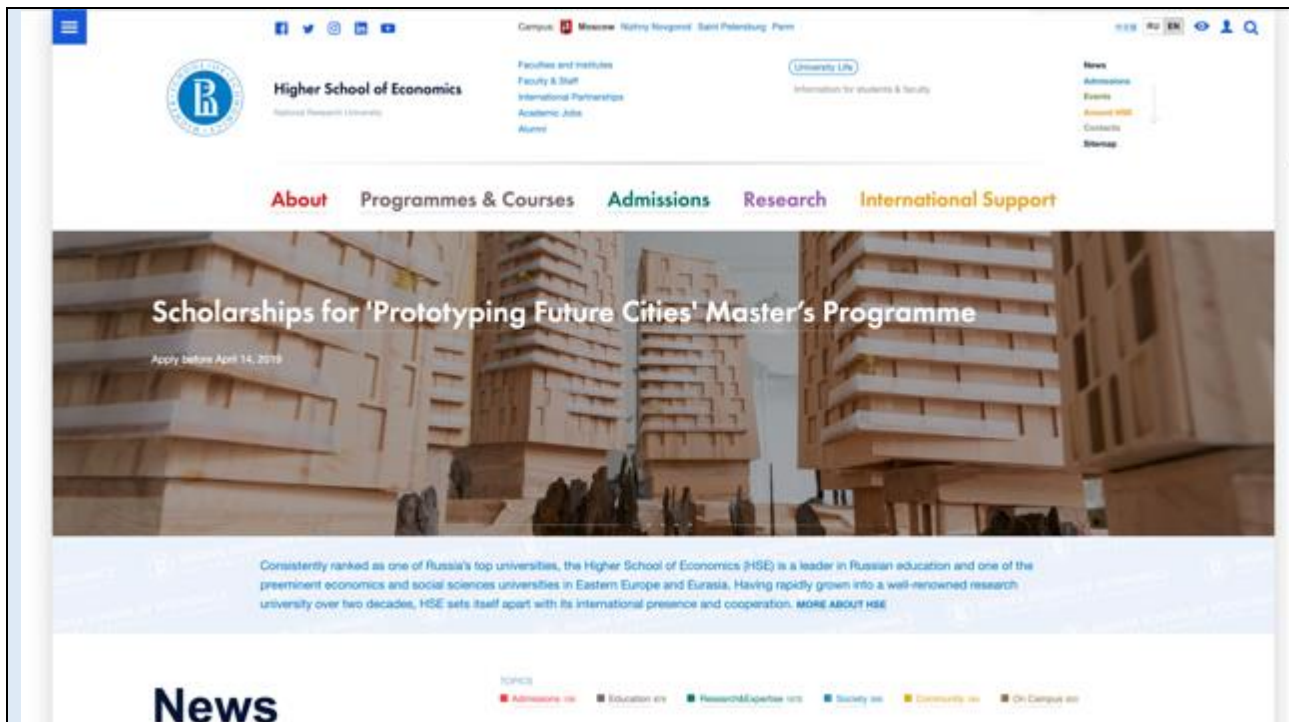 Campus: Moscow Nizhny Novgorod Saint Petersburg Perm
RU EN
Higher School of Economics
National Research University
Faculties and Institutes
Faculty & Staff
International Partnerships
Academic Jobs
Alumni
University Life
Information for students & faculty
News
Admissions
Events
Around HSE
Contacts
Sitemap
About Programmes & Courses Admissions Research International Support
Scholarships for 'Prototyping Future Cities' Master's Programme
Apply before April 14, 2019
Consistently ranked as one of Russia's top universities, the Higher School of Economics (HSE) is a leader in Russian education and one of the
preeminent economics and social sciences universities in Eastern Europe and Eurasia. Having rapidly grown into a well-renowned research
university over two decades, HSE sets itself apart with its international presence and cooperation. MORE ABOUT HSE
News
TOPICS
Admissions Education Research&Expertise Society Community On Campus